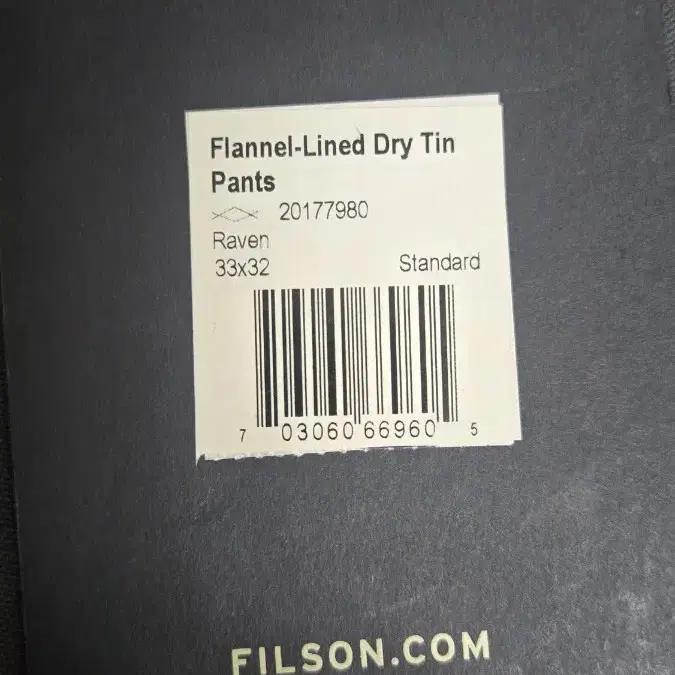 Flannel-Lined Dry Tin
Pants
20177980
Raven
33x32 Standard
7 03060 66960 5
FILSON.COM